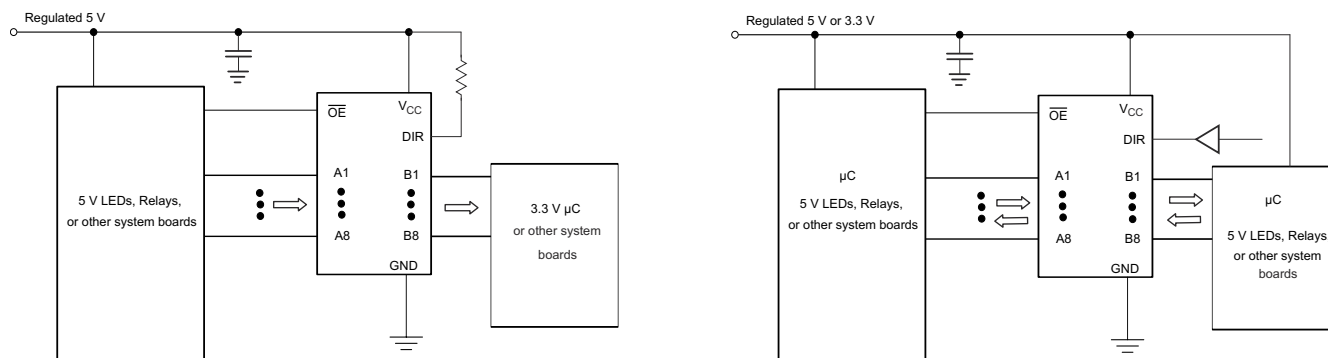 Regulated 5 V
OE
VCC
DIR
A1
B1
A8
B8
GND
5 V LEDs, Relays,
or other system boards
3.3 V µC
or other system
boards
Regulated 5 V or 3.3 V
OE
VCC
DIR
A1
B1
A8
B8
GND
µC
5 V LEDs, Relays,
or other system boards
µC
5 V LEDs, Relays
or other system
boards